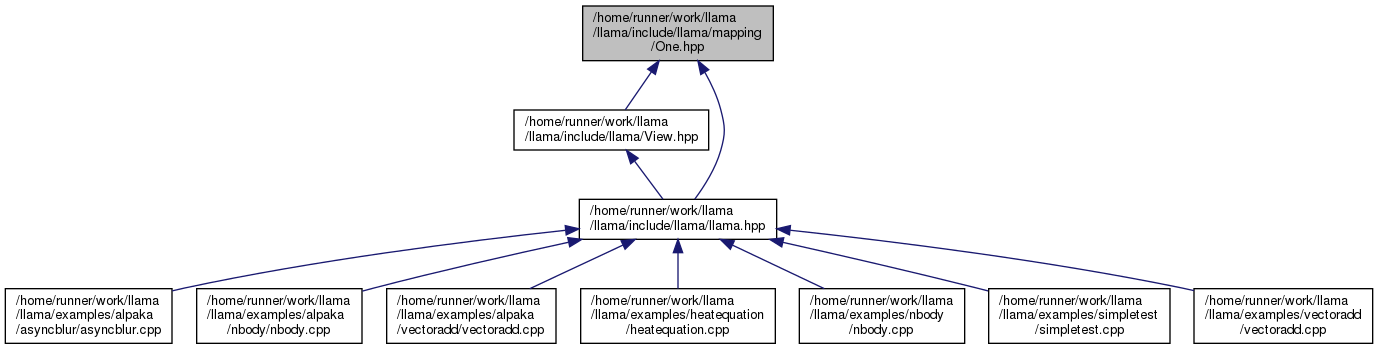 /home/runner/work/llama
/llama/include/llama/mapping
/One.hpp
/home/runner/work/llama
/llama/include/llama/View.hpp
/home/runner/work/llama
/llama/include/llama/llama.hpp
/home/runner/work/llama
/llama/examples/alpaka
/asyncblur/asyncblur.cpp
/home/runner/work/llama
/llama/examples/alpaka
/nbody/nbody.cpp
/home/runner/work/llama
/llama/examples/alpaka
/vectoradd/vectoradd.cpp
/home/runner/work/llama
/llama/examples/heatequation
/heatequation.cpp
/home/runner/work/llama
/llama/examples/nbody
/nbody.cpp
/home/runner/work/llama
/llama/examples/simpletest
/simpletest.cpp
/home/runner/work/llama
/llama/examples/vectoradd
/vectoradd.cpp